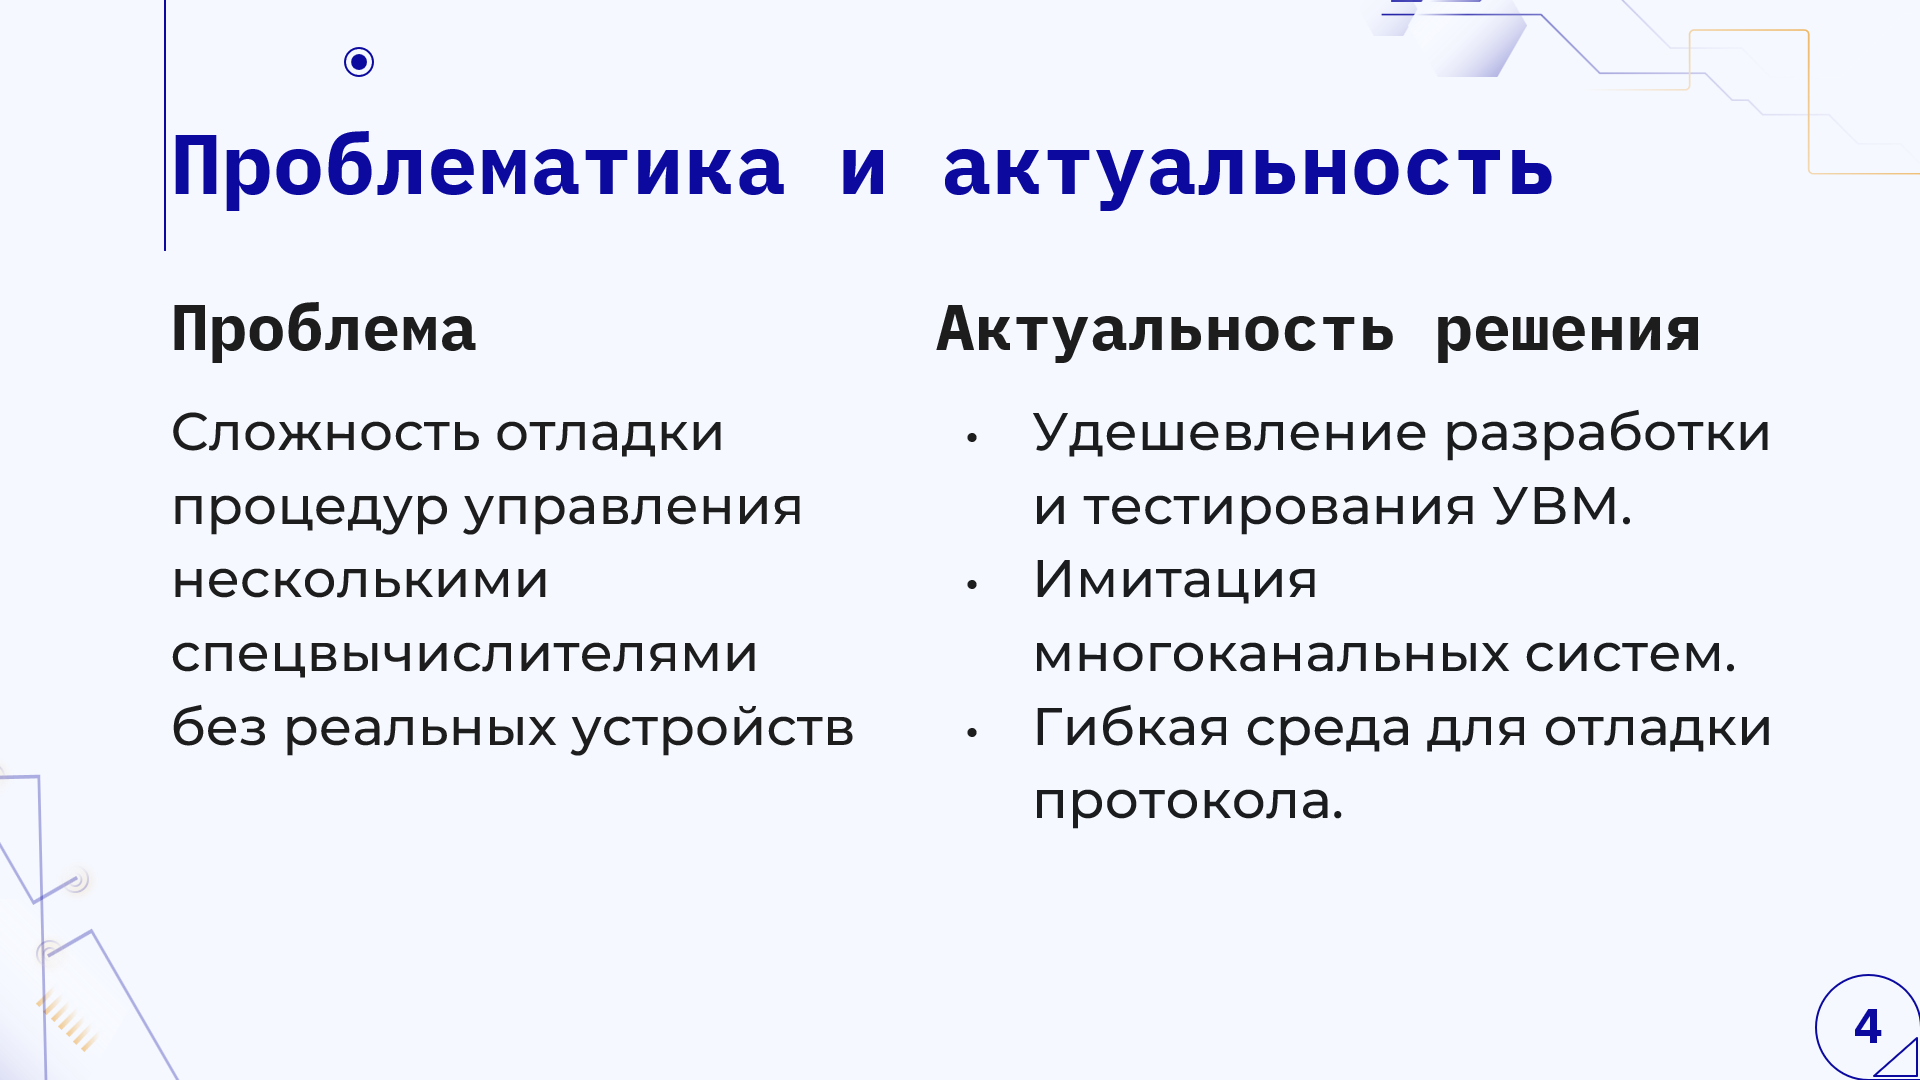 Проблематика и актуальность
Проблема
Сложность отладки
процедур управления
несколькими
спецвычислителями
без реальных устройств
Актуальность решения
• Удешевление разработки
и тестирования УВМ.
• Имитация
многоканальных систем.
• Гибкая среда для отладки
протокола.
4